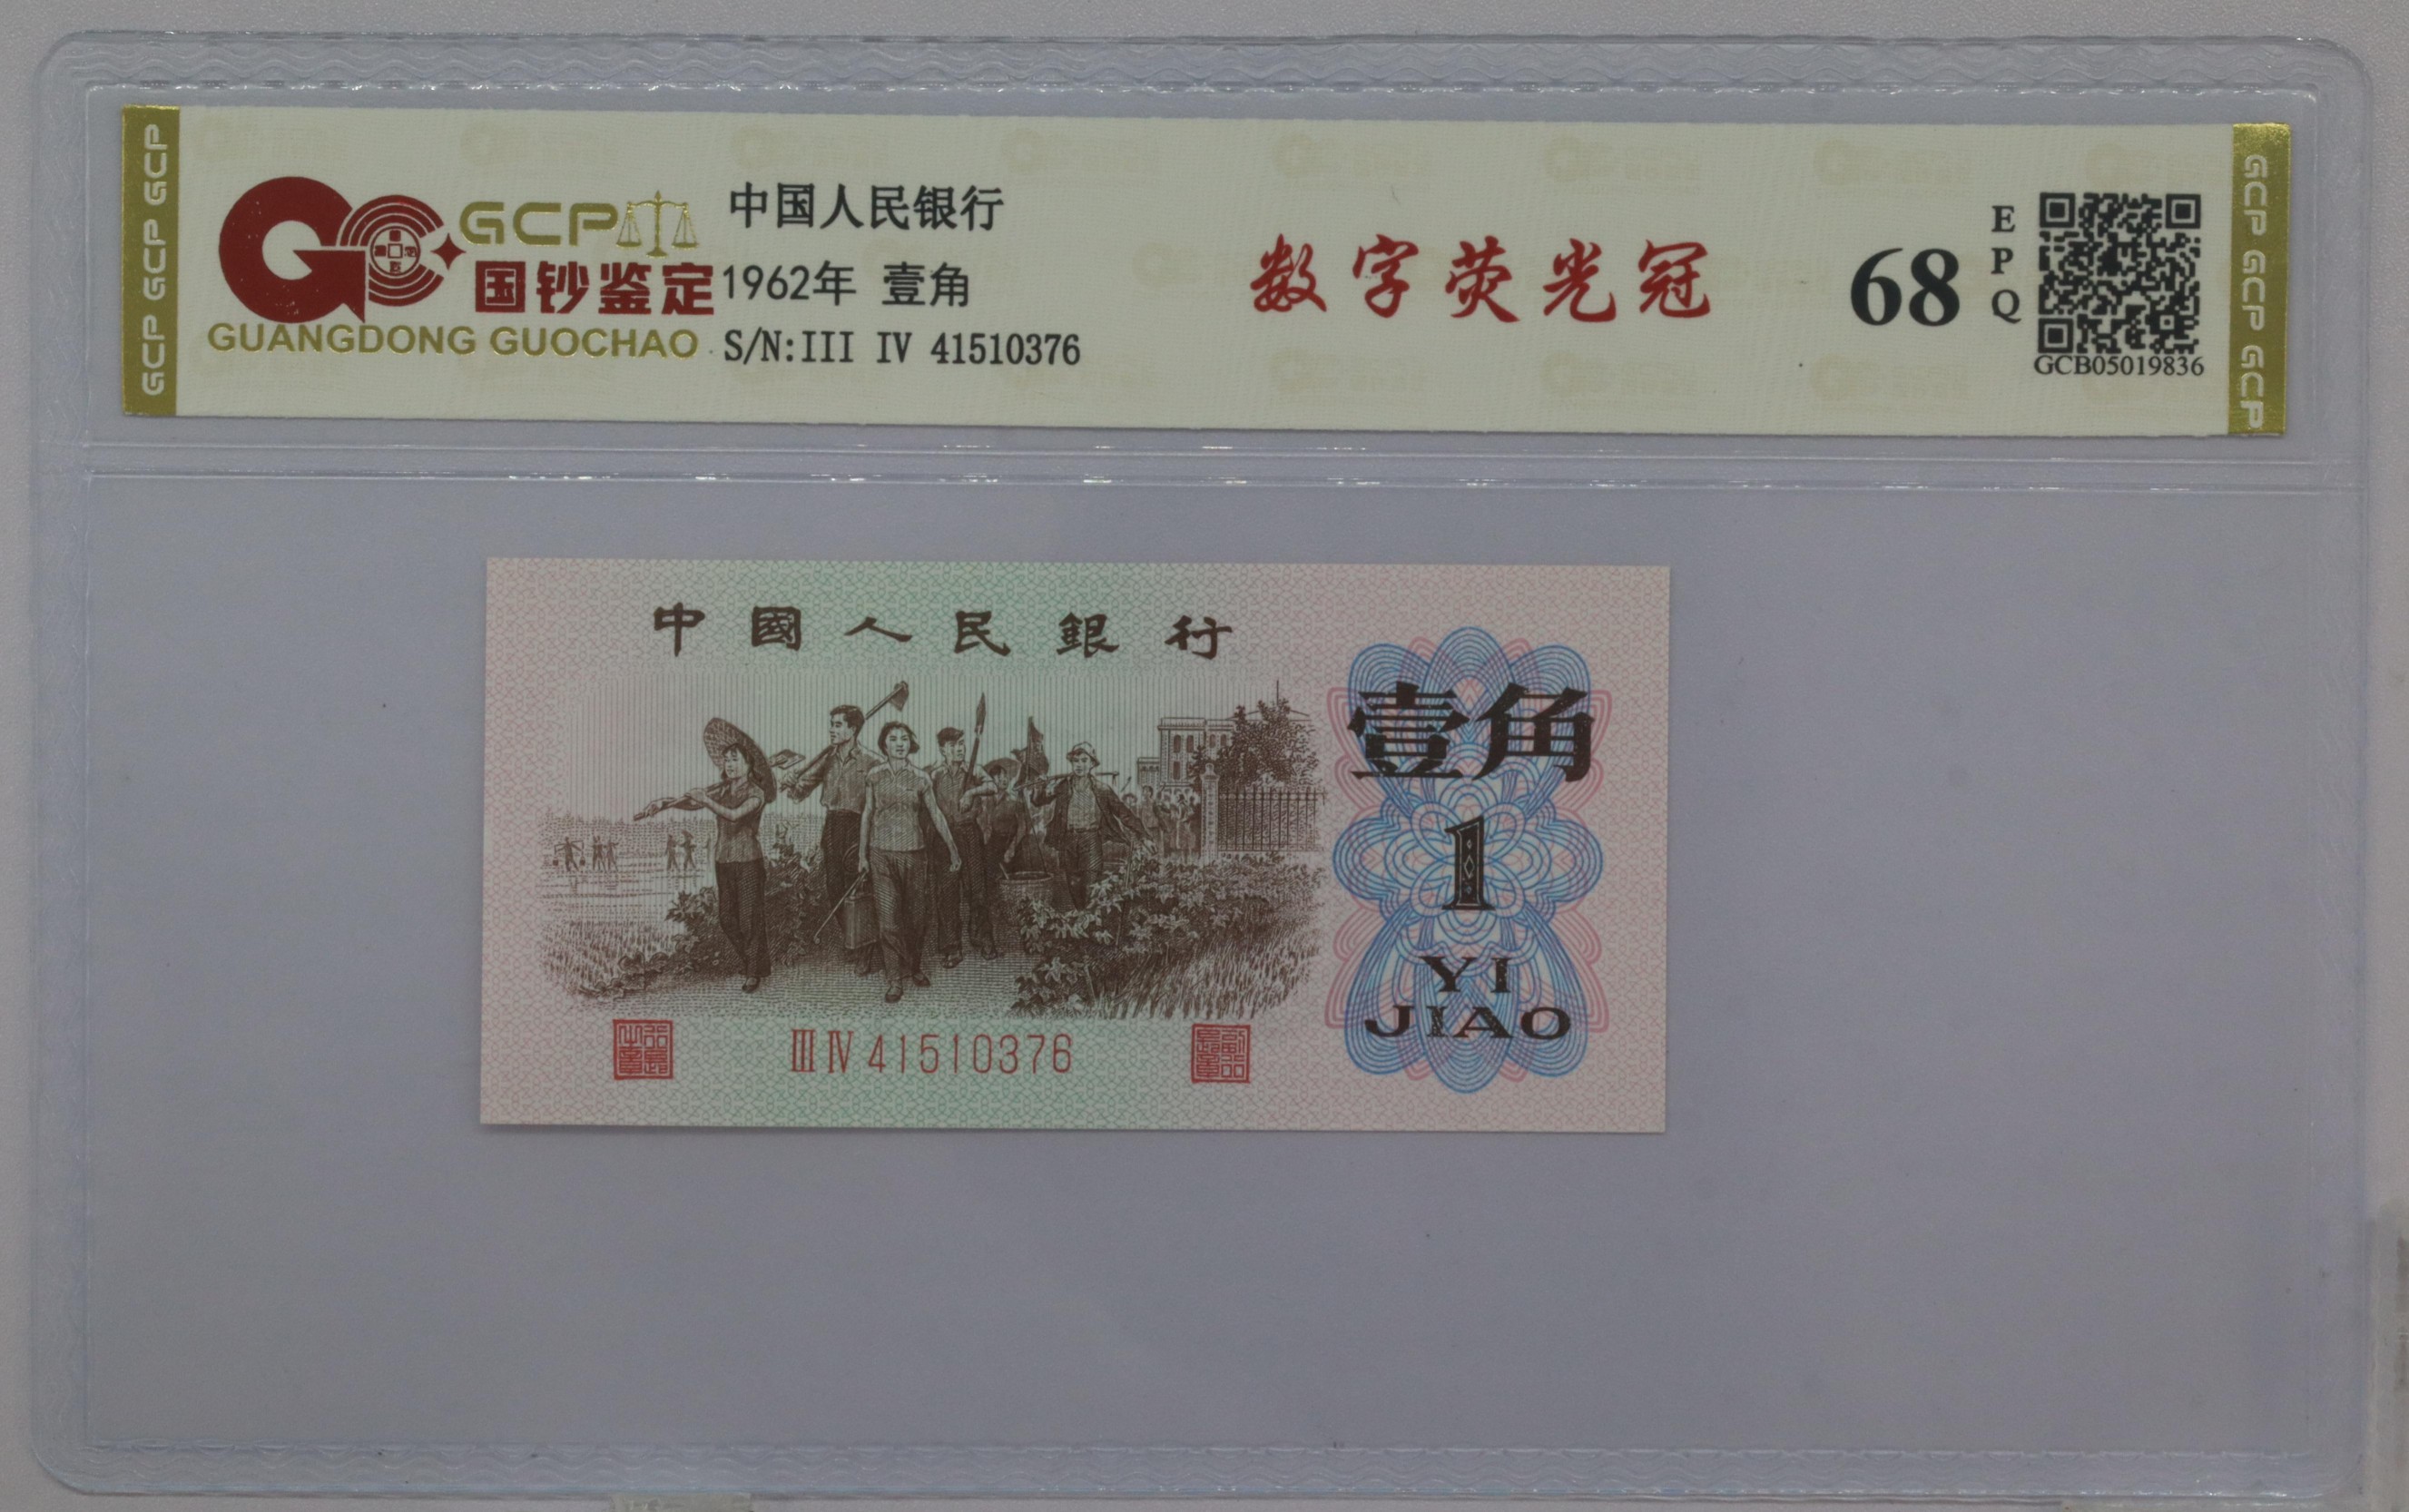 GCP GCP GCP
GCP
国钞鉴定
GUANGDONG GUOCHAO
中国人民银行
1962年 壹角
S/N:III IV 41510376
数字荧光冠
68
EPQ
GCB05019836
GCP GCP GCP
中國人民銀行
壹角
1
YI
JIAO
III IV 41510376